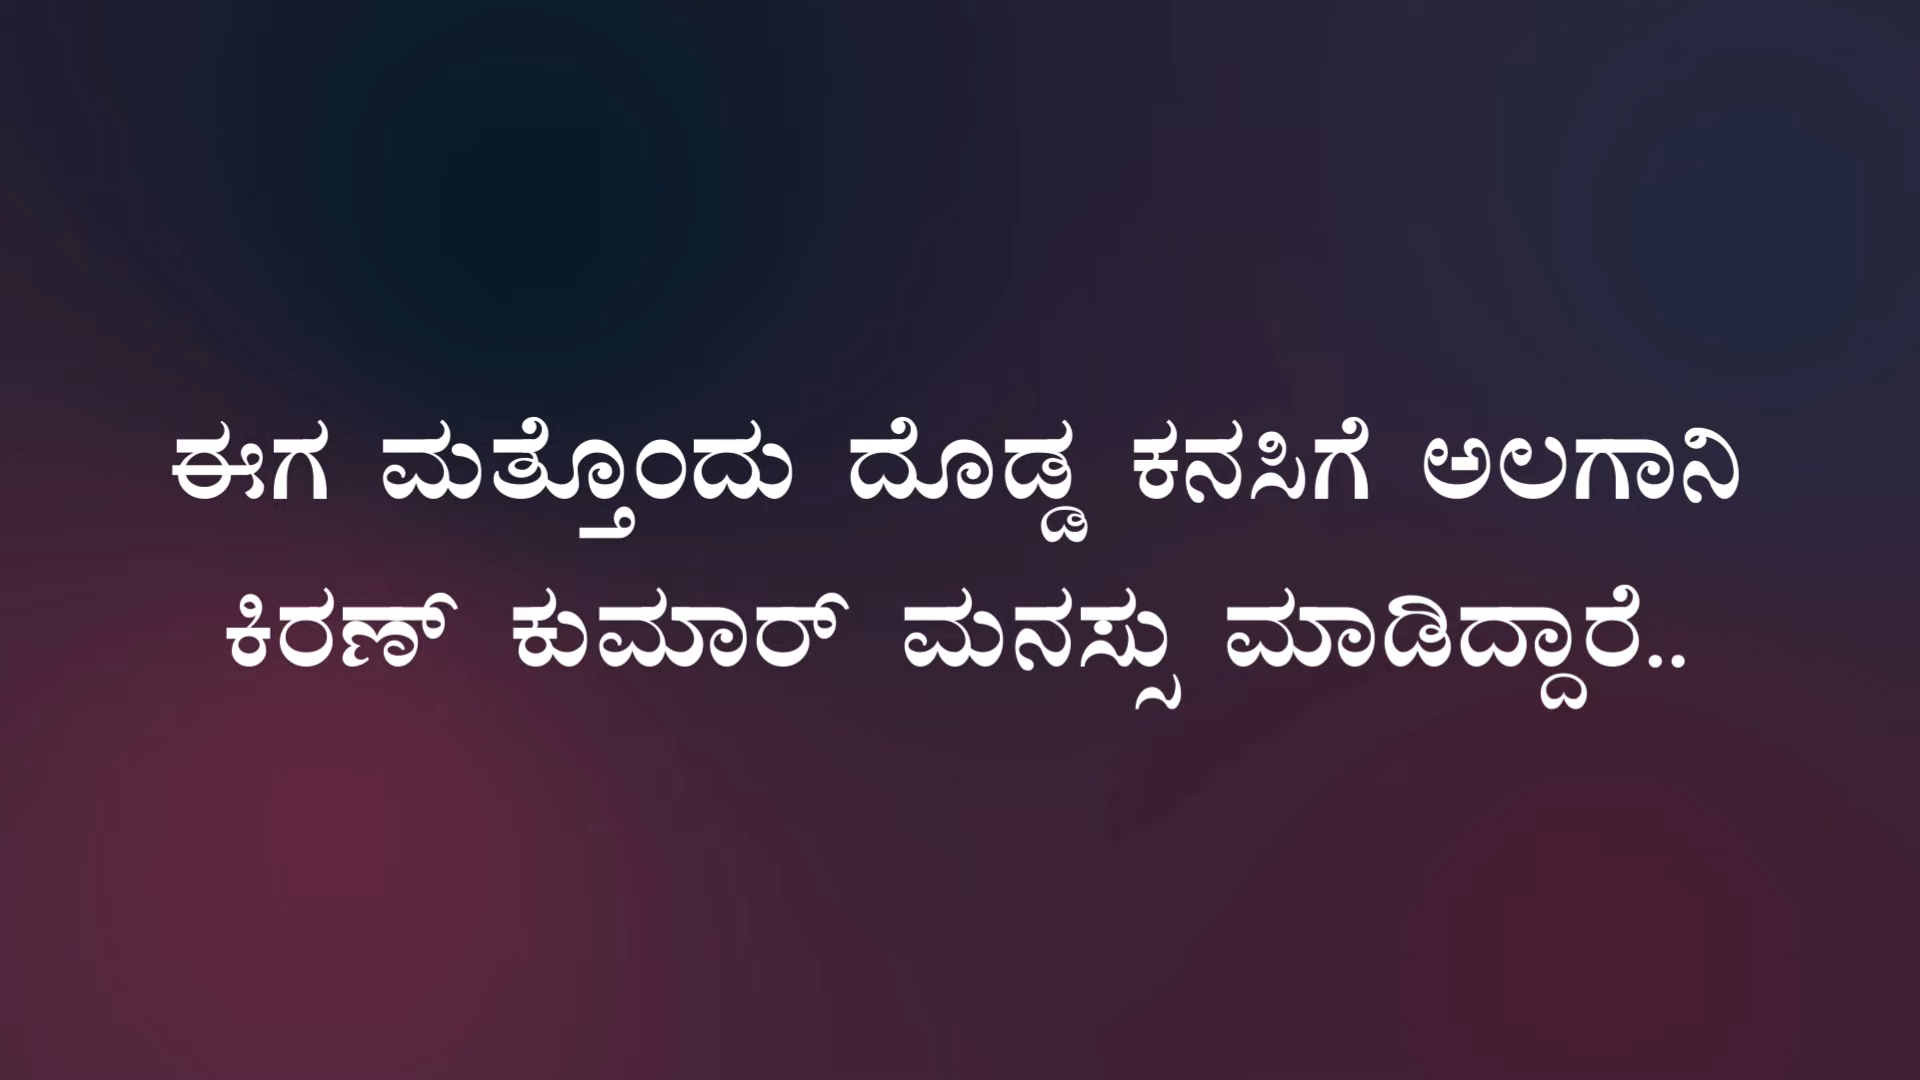 ಈಗ ಮತ್ತೊಂದು ದೊಡ್ಡ ಕನಸಿಗೆ ಅಲಗಾನಿ
ಕಿರಣ್ ಕುಮಾರ್ ಮನಸ್ಸು ಮಾಡಿದ್ದಾರೆ..